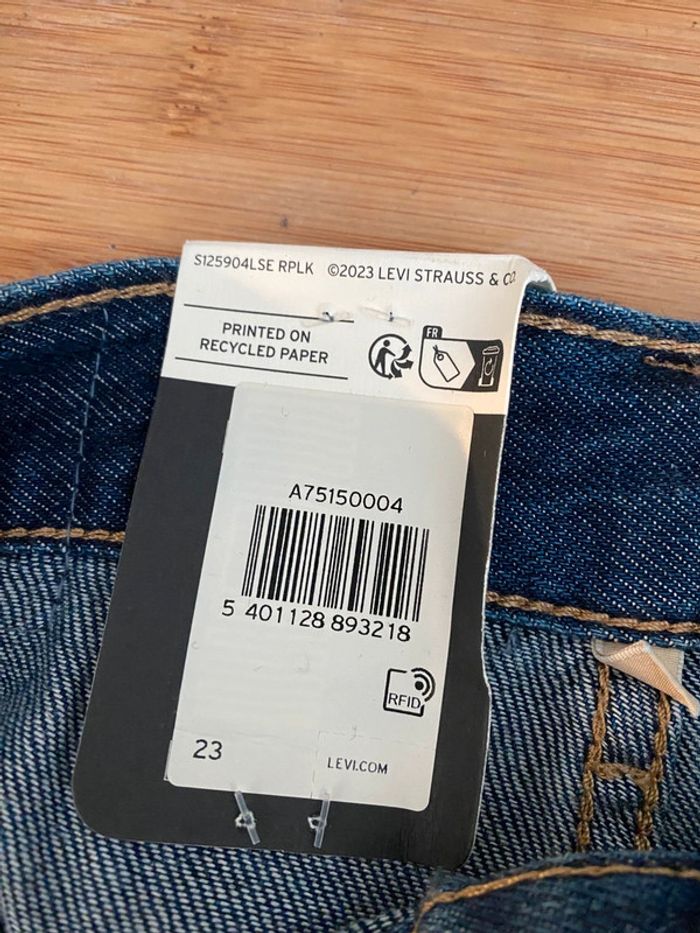 S125904LSE RPLK ©2023 LEVI STRAUSS & CO
PRINTED ON
RECYCLED PAPER
FR
A75150004
5 401128 893218
RFID
23
LEVI.COM